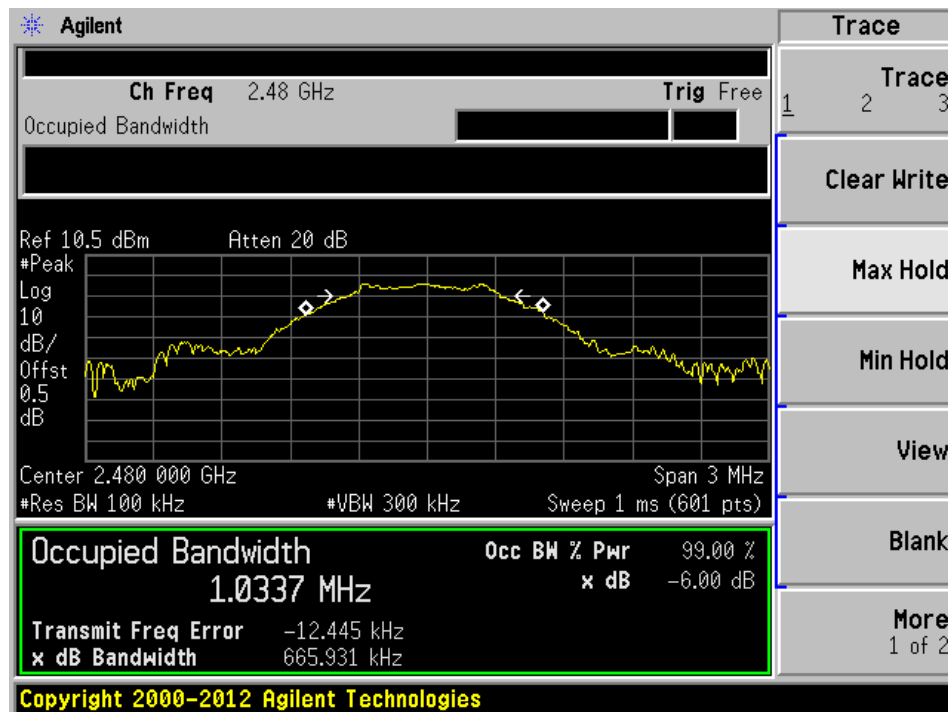 Agilent
Trace
Ch Freq 2.48 GHz Trig Free
Occupied Bandwidth
Trace
1 2 3
Clear Write
Max Hold
Min Hold
View
Blank
More
1 of 2
Ref 10.5 dBm Atten 20 dB
#Peak
Log
10
dB/
Offst
0.5
dB
Center 2.480 000 GHz Span 3 MHz
#Res BW 100 kHz #VBW 300 kHz Sweep 1 ms (601 pts)
Occupied Bandwidth
1.0337 MHz
Occ BW % Pwr 99.00 %
x dB -6.00 dB
Transmit Freq Error -12.445 kHz
x dB Bandwidth 665.931 kHz
Copyright 2000-2012 Agilent Technologies